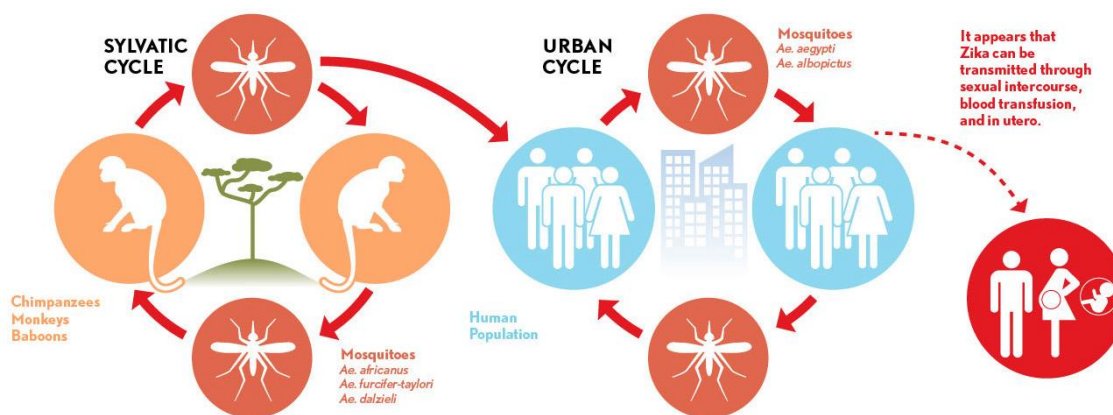 SYLVATIC
CYCLE
Chimpanzees
Monkeys
Baboons
Mosquitoes
Ae. africanus
Ae. furcifer-taylori
Ae. dalzieli
URBAN
CYCLE
Mosquitoes
Ae. aegypti
Ae. albopictus
Human
Population
It appears that
Zika can be
transmitted through
sexual intercourse,
blood transfusion,
and in utero.